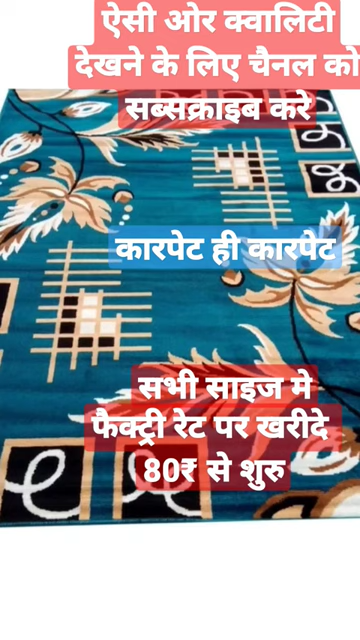 ऐसी ओर क्वालिटी
देखने के लिए चैनल को
सब्सक्राइब करे
कारपेट ही कारपेट
सभी साइज मे
फैक्ट्री रेट पर खरीदे
80₹ से शुरु